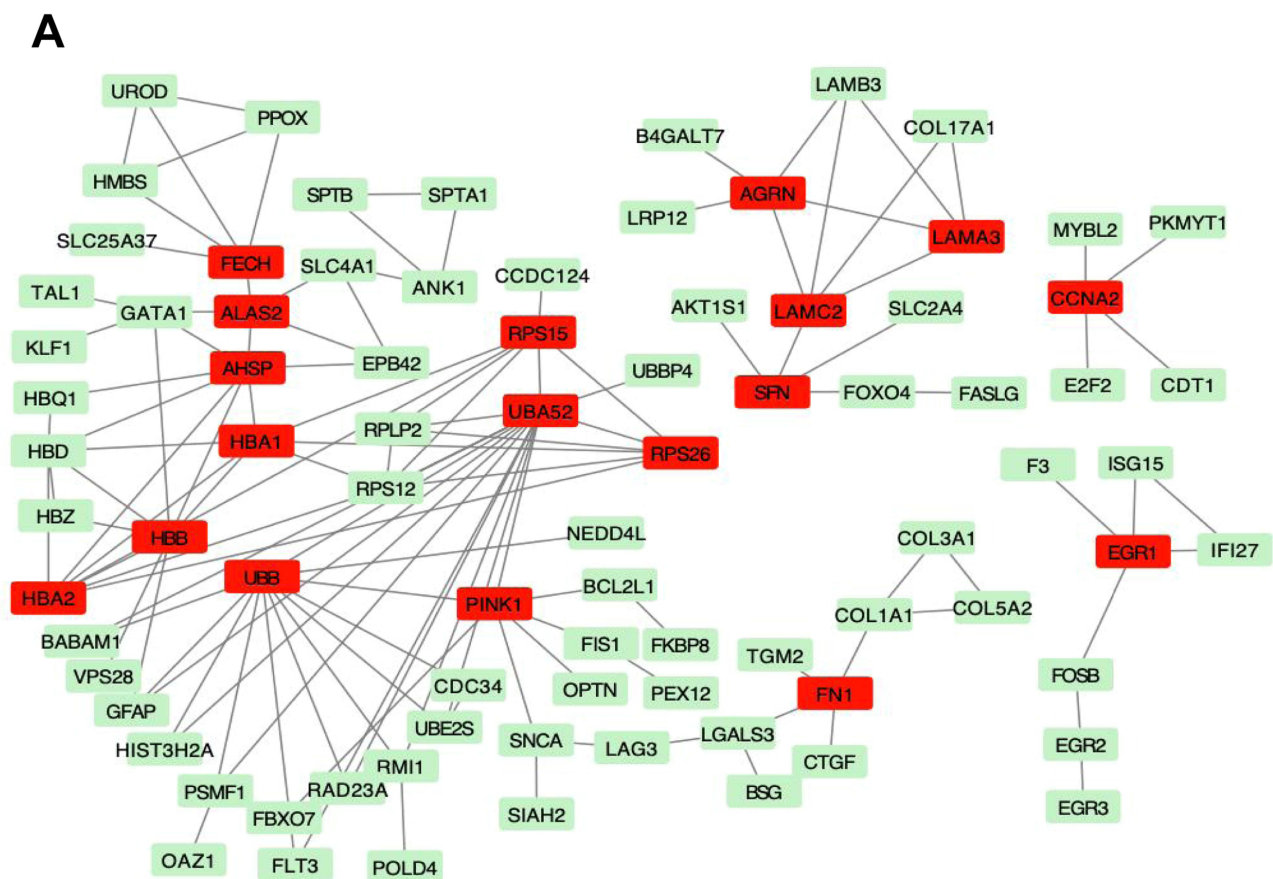 A
UROD
PPOX
LAMB3
B4GALT7
COL17A1
HMBS
SPTB
SPTA1
AGRN
LRP12
LAMA3
MYBL2
PKMYT1
SLC25A37
FECH
SLC4A1
ANK1
CCDC124
TAL1
GATA1
ALAS2
RPS15
AKT1S1
LAMC2
SLC2A4
CCNA2
KLF1
AHSP
EPB42
UBBP4
SFN
FOXO4
FASLG
E2F2
CDT1
HBQ1
UBA52
HBD
HBA1
RPLP2
RPS26
F3
ISG15
RPS12
HBZ
HBB
NEDD4L
COL3A1
EGR1
IFI27
HBA2
UBB
PINK1
BCL2L1
COL1A1
COL5A2
BABAM1
FIS1
FKBP8
TGM2
VPS28
CDC34
OPTN
PEX12
FN1
FOSB
GFAP
UBE2S
HIST3H2A
SNCA
LAG3
LGALS3
EGR2
RMI1
CTGF
PSMF1
RAD23A
BSG
FBXO7
SIAH2
EGR3
OAZ1
FLT3
POLD4